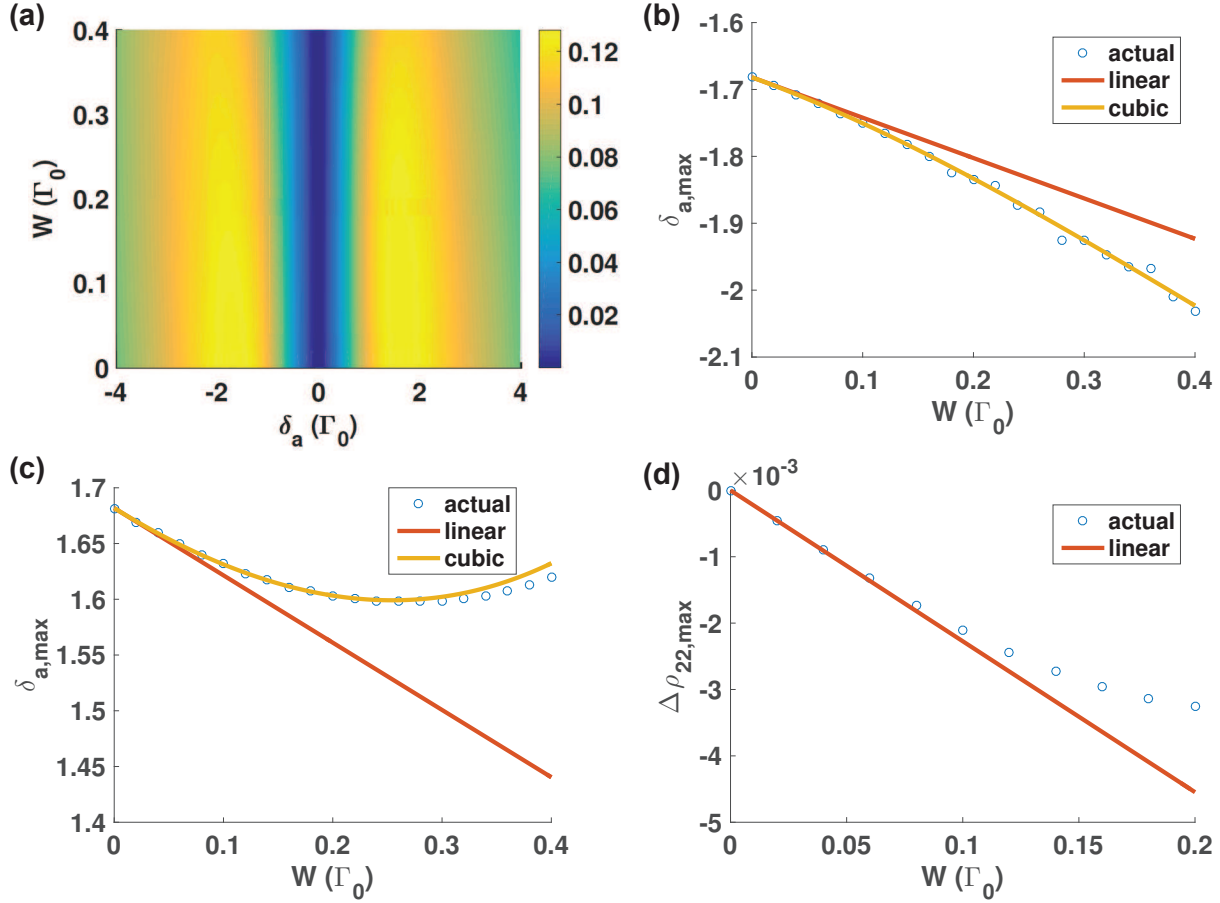 (a)
0.4
0.3
0.2
0.1
0
W (Γ₀)
-4
-2
0
2
4
δₐ (Γ₀)
0.12
0.1
0.08
0.06
0.04
0.02
(b)
-1.6
-1.7
-1.8
-1.9
-2
-2.1
δₐ,max
actual
linear
cubic
0
0.1
0.2
0.3
0.4
W (Γ₀)
(c)
1.7
1.65
1.6
1.55
1.5
1.45
1.4
δₐ,max
actual
linear
cubic
0
0.1
0.2
0.3
0.4
W (Γ₀)
(d)
× 10⁻³
0
-1
-2
-3
-4
-5
Δρ₂₂,max
actual
linear
0
0.05
0.1
0.15
0.2
W (Γ₀)